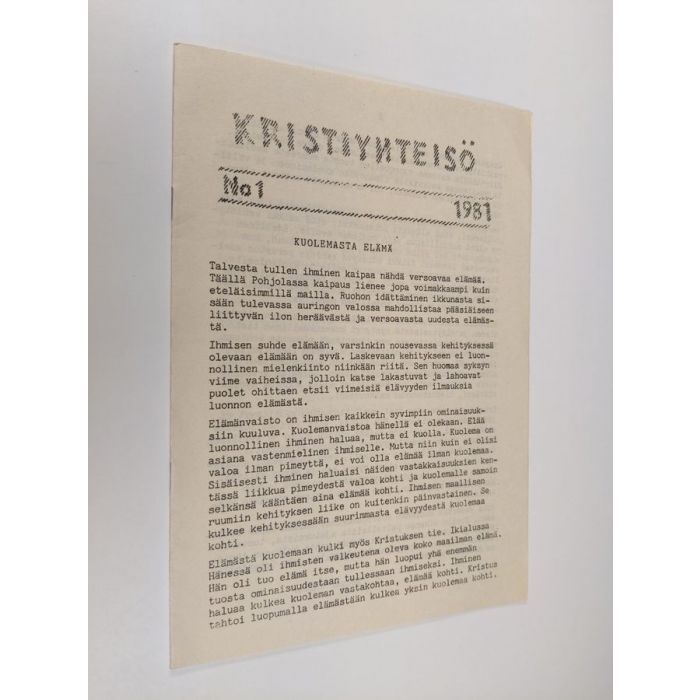 KRISTIYHTEISÖ
No 1
1981
KUOLEMASTA ELÄMÄ
Talvesta tullen ihminen kaipaa nähdä versoavaa elämää.
Täällä Pohjolassa kaipaus lienee jopa voimakkaampi kuin
eteläisimmillä mailla. Ruohon idättäminen ikkunasta si-
sään tulevassa auringon valossa mahdollistaa pääsiäiseen
liittyvän ilon heräävästä ja versoavasta uudesta elämäs-
tä.
Ihmisen suhde elämään, varsinkin nousevassa kehityksessä
olevaan elämään on syvä. Laskevaan kehitykseen ei luon-
nollinen mielenkiinto niinkään riitä. Sen huomaa syksyn
viime vaiheissa, jolloin katse lakastuvat ja lahoavat
puolet ohittaen etsii viimeisiä elävyyden ilmauksia
luonnon elämästä.
Elämänvaisto on ihmisen kaikkein syvimpiin ominaisuuk-
siin kuuluva. Kuolemanvaistoa hänellä ei olekaan. Elää
luonnollinen ihminen haluaa, mutta ei kuolla. Kuolema on
asiana vastenmielinen ihmiselle. Mutta niin kuin ei olisi
valoa ilman pimeyttä, ei voi olla elämää ilman kuolemaa.
Sisäisesti ihminen haluaisi näiden vastakkaisuuksien ken-
tässä liikkua pimeydestä valoa kohti ja kuolemalle samoin
selkänsä kääntäen aina elämää kohti. Ihmisen maallisen
ruumiin kehityksen liike on kuitenkin päinvastainen. Se
kulkee kehityksessään suurimmasta elävyydestä kuolemaa
kohti.
Elämästä kuolemaan kulki myös Kristuksen tie. Ikialussa
Hänessä oli ihmisten valkeutena oleva koko maailman elämä.
Hän oli tuo elämä itse, mutta hän luopui yhä enemmän
tuosta ominaisuudestaan tullessaan ihmiseksi. Ihminen
haluaa kulkea kuoleman vastakohtaa, elämää kohti. Kristus
tahtoi luopumalla elämästään kulkea yksin kuolemaa kohti.